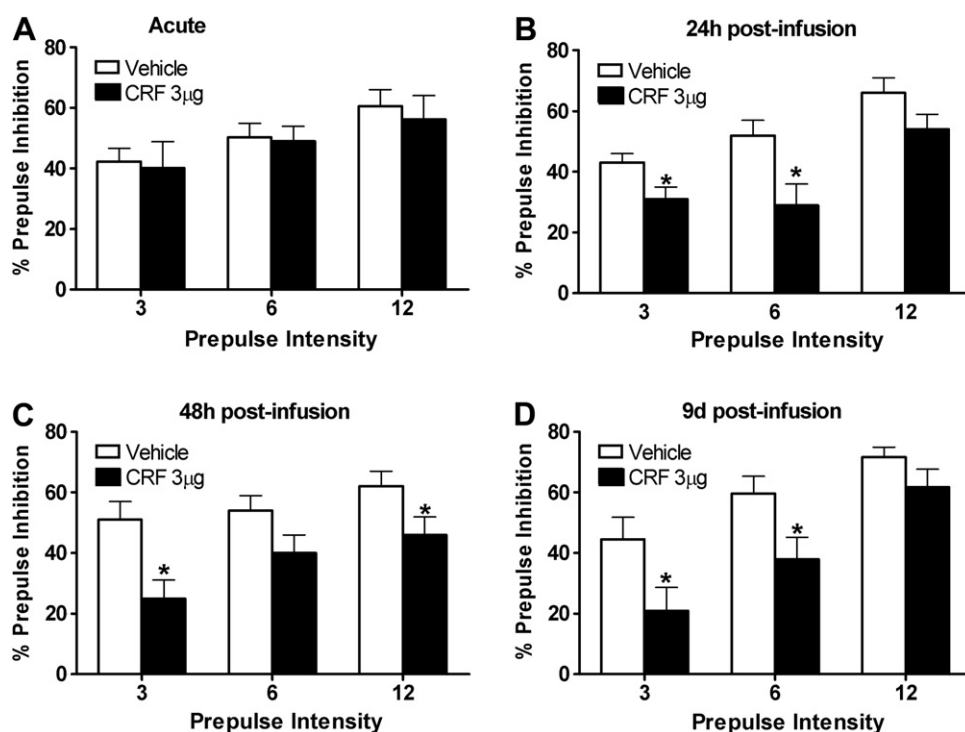 A
Acute
80
60
40
20
0
% Prepulse Inhibition
Vehicle
CRF 3µg
3 6 12
Prepulse Intensity
B
24h post-infusion
80
60
40
20
0
% Prepulse Inhibition
Vehicle
CRF 3µg
* *
3 6 12
Prepulse Intensity
C
48h post-infusion
80
60
40
20
0
% Prepulse Inhibition
Vehicle
CRF 3µg
* *
3 6 12
Prepulse Intensity
D
9d post-infusion
80
60
40
20
0
% Prepulse Inhibition
Vehicle
CRF 3µg
* *
3 6 12
Prepulse Intensity